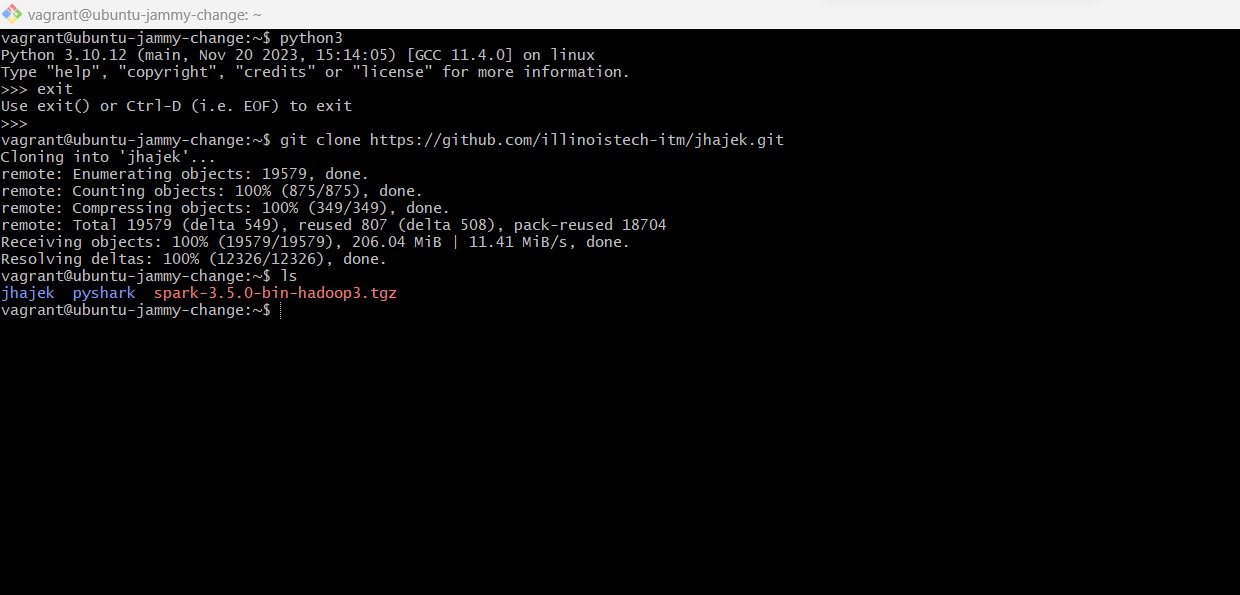 vagrant@ubuntu-jammy-change: ~
vagrant@ubuntu-jammy-change:~$ python3
Python 3.10.12 (main, Nov 20 2023, 15:14:05) [GCC 11.4.0] on linux
Type "help", "copyright", "credits" or "license" for more information.
>>> exit
Use exit() or Ctrl-D (i.e. EOF) to exit
>>>
vagrant@ubuntu-jammy-change:~$ git clone https://github.com/illinoistech-itm/jhajek.git
Cloning into 'jhajek'...
remote: Enumerating objects: 19579, done.
remote: Counting objects: 100% (875/875), done.
remote: Compressing objects: 100% (349/349), done.
remote: Total 19579 (delta 549), reused 807 (delta 508), pack-reused 18704
Receiving objects: 100% (19579/19579), 206.04 MiB | 11.41 MiB/s, done.
Resolving deltas: 100% (12326/12326), done.
vagrant@ubuntu-jammy-change:~$ ls
jhajek  pyshark  spark-3.5.0-bin-hadoop3.tgz
vagrant@ubuntu-jammy-change:~$